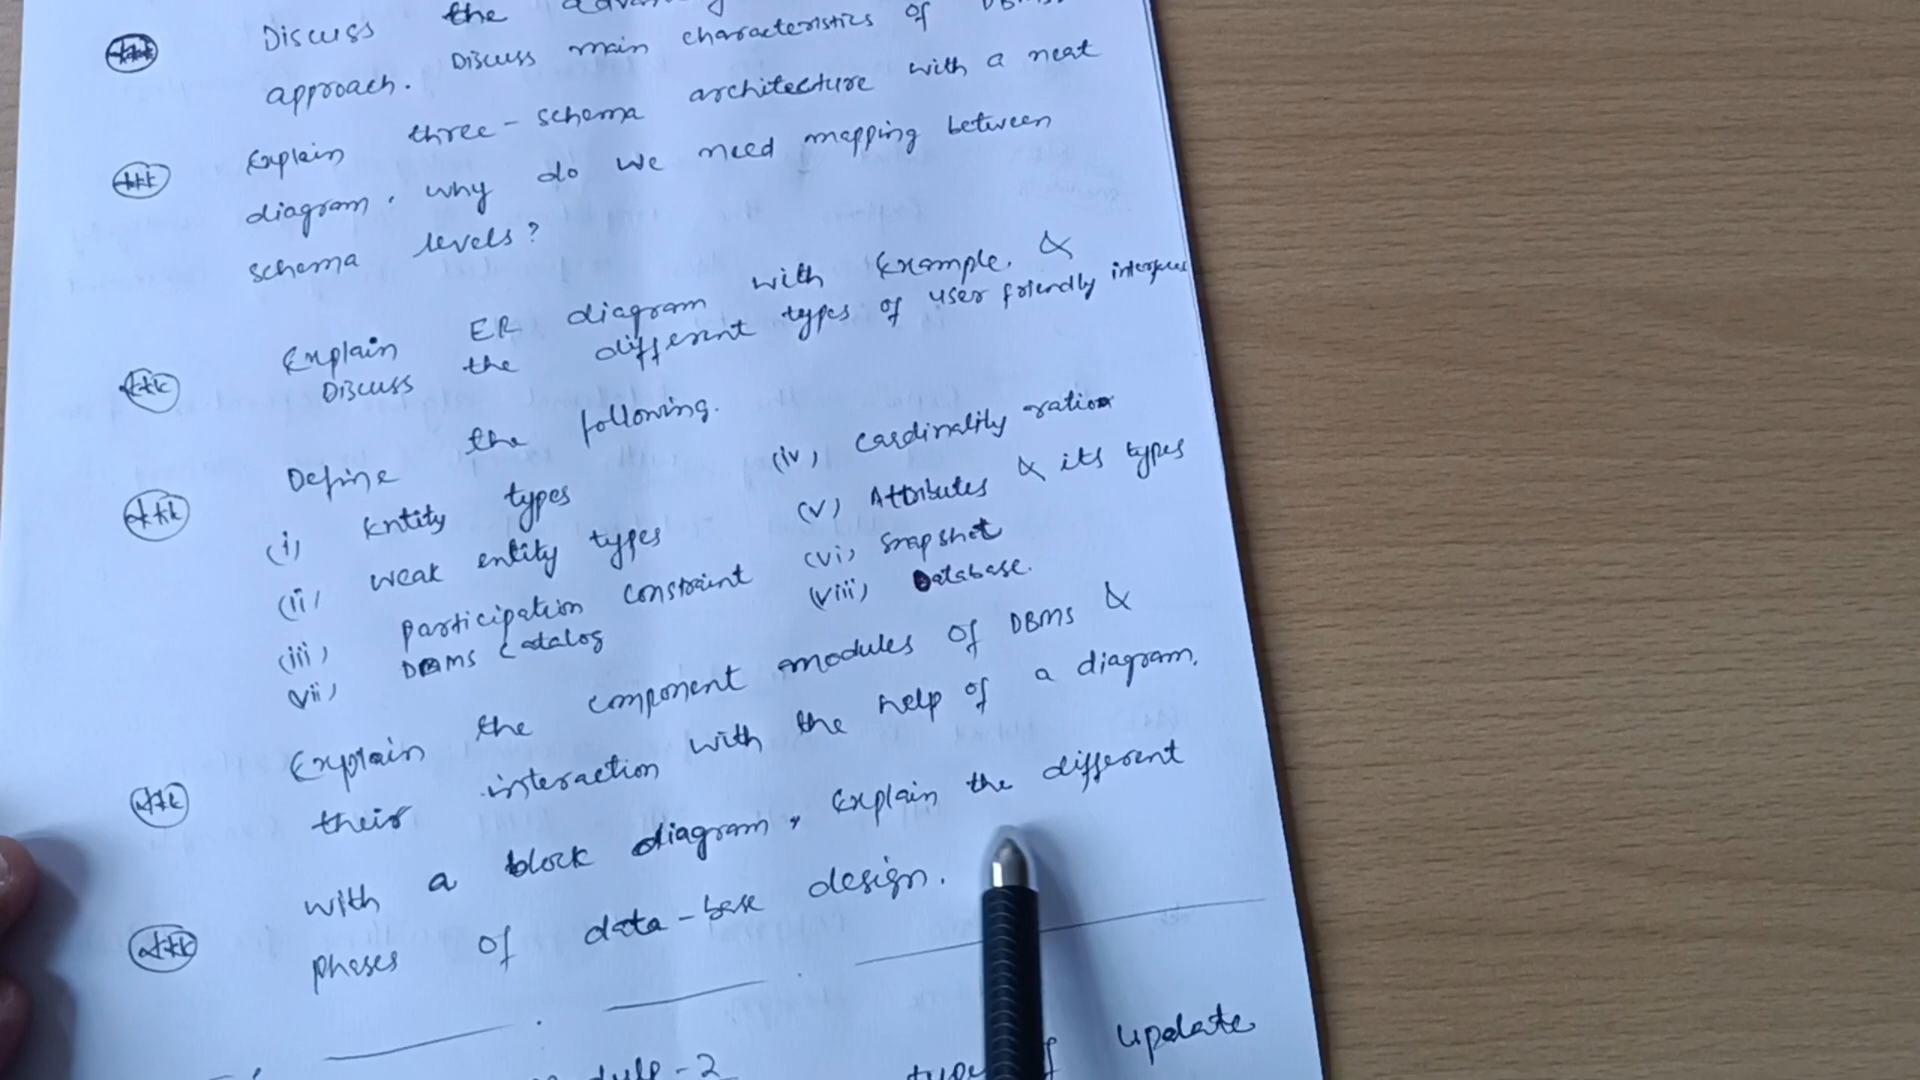 *** Discuss the
approach. Discuss main characteristics of DBMS.
*** Explain three-schema architecture with a neat
diagram. why do we need mapping between
schema levels?
*** Explain ER diagram with Example. &
Discuss the different types of user friendly interfaces
*** Define the following.
(i) Entity types (iv) cardinality ratio
(ii) weak entity types (v) Attributes & its types
(iii) participation constraint (vi) Snapshot
(vii) DBMS Catalog (viii) Database.
*** Explain the component modules of DBMS &
their interaction with the help of a diagram.
*** with a block diagram, Explain the different
phases of data-base design.
-2
update